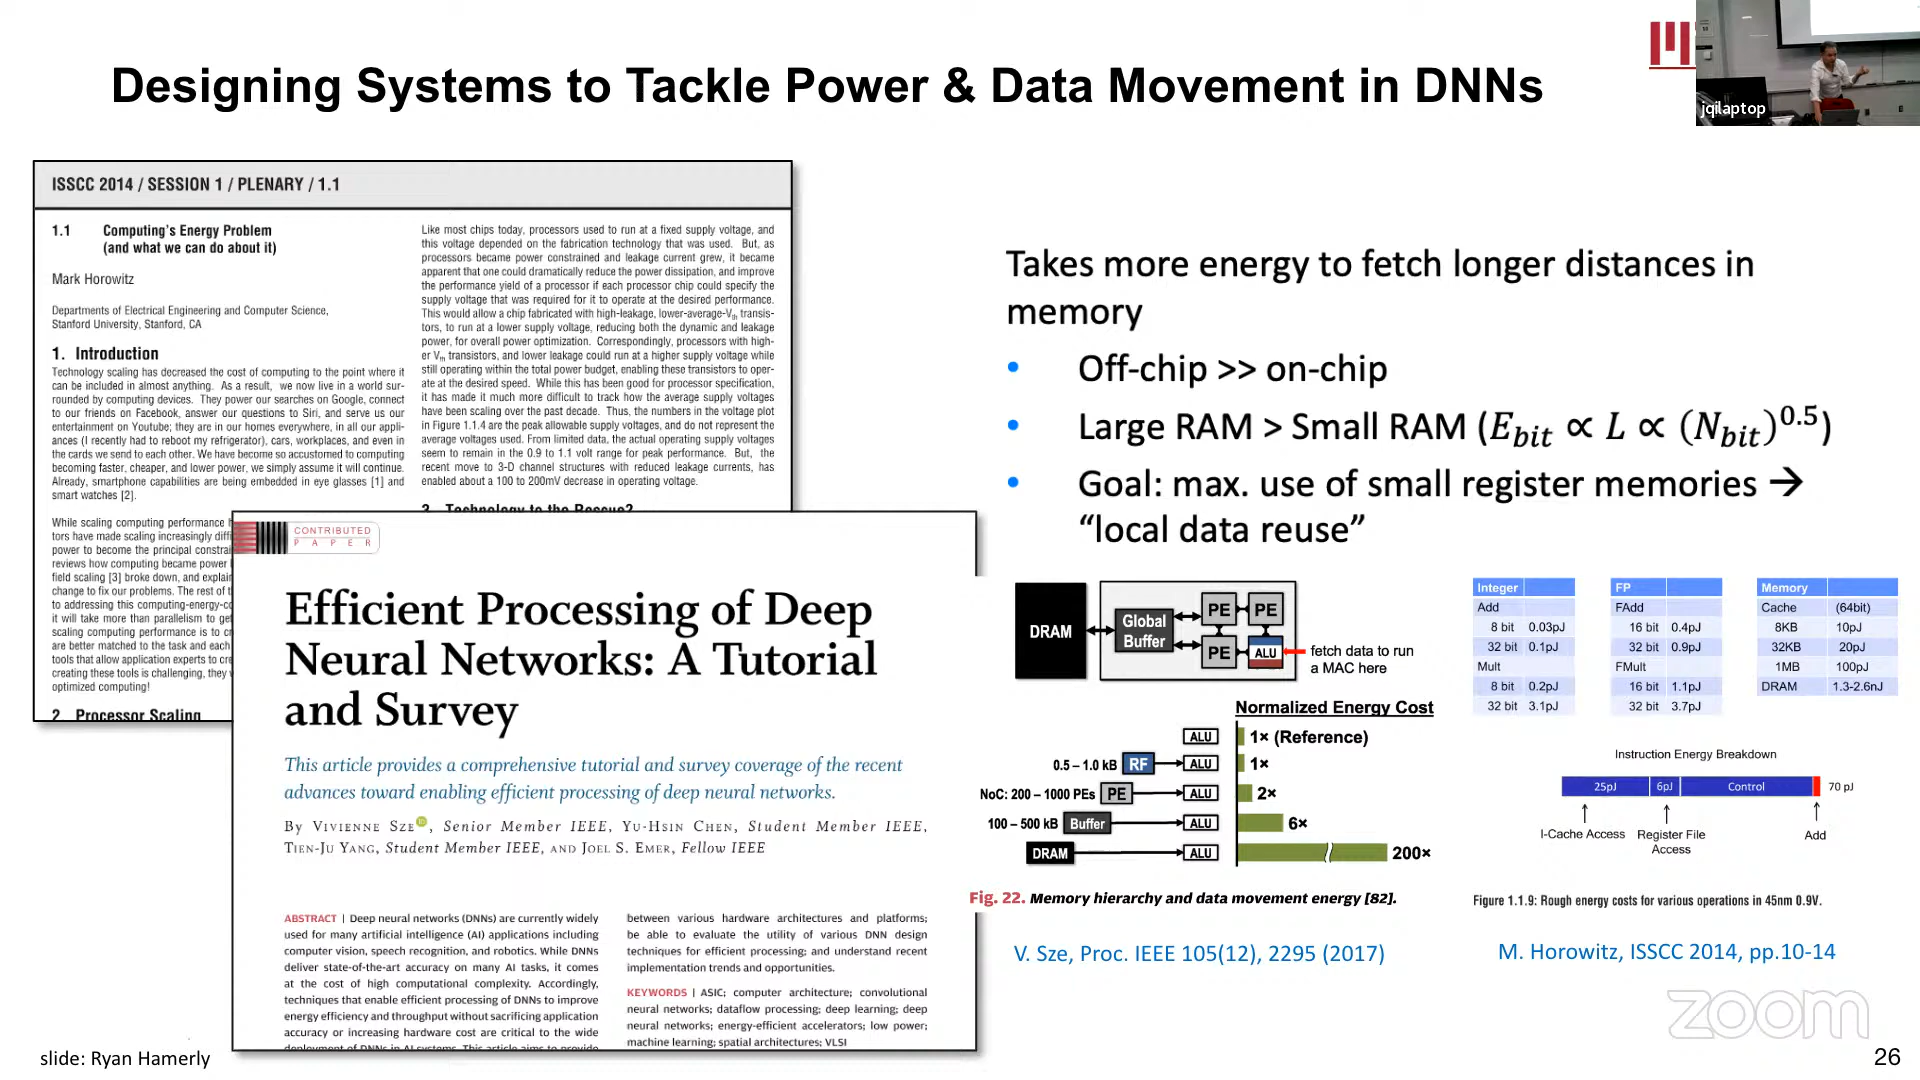 Designing Systems to Tackle Power & Data Movement in DNNs
jqilaptop
ISSCC 2014 / SESSION 1 / PLENARY / 1.1
1.1 Computing's Energy Problem
(and what we can do about it)
Mark Horowitz
Departments of Electrical Engineering and Computer Science,
Stanford University, Stanford, CA
1. Introduction
Technology scaling has decreased the cost of computing to the point where it
can be included in almost anything. As a result, we now live in a world sur-
rounded by computing devices. They power our searches on Google, connect
to our friends on Facebook, answer our questions to Siri, and serve us our
entertainment on Youtube; they are in our homes everywhere, in all our appli-
ances (I recently had to reboot my refrigerator), cars, workplaces, and even in
the cards we send to each other. We have become so accustomed to computing
becoming faster, cheaper, and lower power, we simply assume it will continue.
Already, smartphone capabilities are being embedded in eye glasses [1] and
smart watches [2].
While scaling computing performance
tors have made scaling increasingly
power to become the principal
reviews how computing became power
field scaling [3] broke down, and
change to fix our problems. The rest of
to addressing this
it will take more than parallelism to
scaling computing performance is to
are better matched to the task and each
tools that allow application experts to
creating these tools is challenging, they
optimized computing!
2 Processor Scaling
Like most chips today, processors used to run at a fixed supply voltage, and
this voltage depended on the fabrication technology that was used. But, as
processors became power constrained and leakage current grew, it became
apparent that one could dramatically reduce the power dissipation, and improve
the performance yield of a processor if each processor chip could specify the
supply voltage that was required for it to operate at the desired performance.
This would allow a chip fabricated with high-leakage, lower-average-Vth transis-
tors, to run at a lower supply voltage, reducing both the dynamic and leakage
power, for overall power optimization. Correspondingly, processors with high-
er Vth transistors, and lower leakage could run at a higher supply voltage while
still operating within the total power budget, enabling these transistors to oper-
ate at the desired speed. While this has been good for processor specification,
it has made it much more difficult to track how the average supply voltages
have been scaling over the past decade. Thus, the numbers in the voltage plot
in Figure 1.1.4 are the peak allowable supply voltages, and do not represent the
average voltages used. From limited data, the actual operating supply voltages
seem to remain in the 0.9 to 1.1 volt range for peak performance. But, the
recent move to 3-D channel structures with reduced leakage currents, has
enabled about a 100 to 200mV decrease in operating voltage.
3 Technology to the Rescue?
CONTRIBUTED
PAPER
Efficient Processing of Deep
Neural Networks: A Tutorial
and Survey
This article provides a comprehensive tutorial and survey coverage of the recent
advances toward enabling efficient processing of deep neural networks.
By Vivienne Sze, Senior Member IEEE, Yu-Hsin Chen, Student Member IEEE,
Tien-Ju Yang, Student Member IEEE, and Joel S. Emer, Fellow IEEE
ABSTRACT | Deep neural networks (DNNs) are currently widely
used for many artificial intelligence (AI) applications including
computer vision, speech recognition, and robotics. While DNNs
deliver state-of-the-art accuracy on many AI tasks, it comes
at the cost of high computational complexity. Accordingly,
techniques that enable efficient processing of DNNs to improve
energy efficiency and throughput without sacrificing application
accuracy or increasing hardware cost are critical to the wide
deployment of DNNs in AI systems. This article aims to provide
between various hardware architectures and platforms;
be able to evaluate the utility of various DNN design
techniques for efficient processing; and understand recent
implementation trends and opportunities.
KEYWORDS | ASIC; computer architecture; convolutional
neural networks; dataflow processing; deep learning; deep
neural networks; energy-efficient accelerators; low power;
machine learning; spatial architectures; VLSI
Takes more energy to fetch longer distances in
memory
• Off-chip >> on-chip
• Large RAM > Small RAM (E_bit ∝ L ∝ (N_bit)^0.5)
• Goal: max. use of small register memories →
“local data reuse”
DRAM
Global
Buffer
PE PE
PE ALU
fetch data to run
a MAC here
Normalized Energy Cost
ALU 1× (Reference)
0.5 – 1.0 kB RF ALU 1×
NoC: 200 – 1000 PEs PE ALU 2×
100 – 500 kB Buffer ALU 6×
DRAM ALU 200×
Fig. 22. Memory hierarchy and data movement energy [82].
V. Sze, Proc. IEEE 105(12), 2295 (2017)
Integer
Add
8 bit 0.03pJ
32 bit 0.1pJ
Mult
8 bit 0.2pJ
32 bit 3.1pJ
FP
FAdd
16 bit 0.4pJ
32 bit 0.9pJ
FMult
16 bit 1.1pJ
32 bit 3.7pJ
Memory
Cache (64bit)
8KB 10pJ
32KB 20pJ
1MB 100pJ
DRAM 1.3-2.6nJ
Instruction Energy Breakdown
25pJ 6pJ Control 70 pJ
I-Cache Access Register File
Access Add
Figure 1.1.9: Rough energy costs for various operations in 45nm 0.9V.
M. Horowitz, ISSCC 2014, pp.10-14
zoom
slide: Ryan Hamerly
26